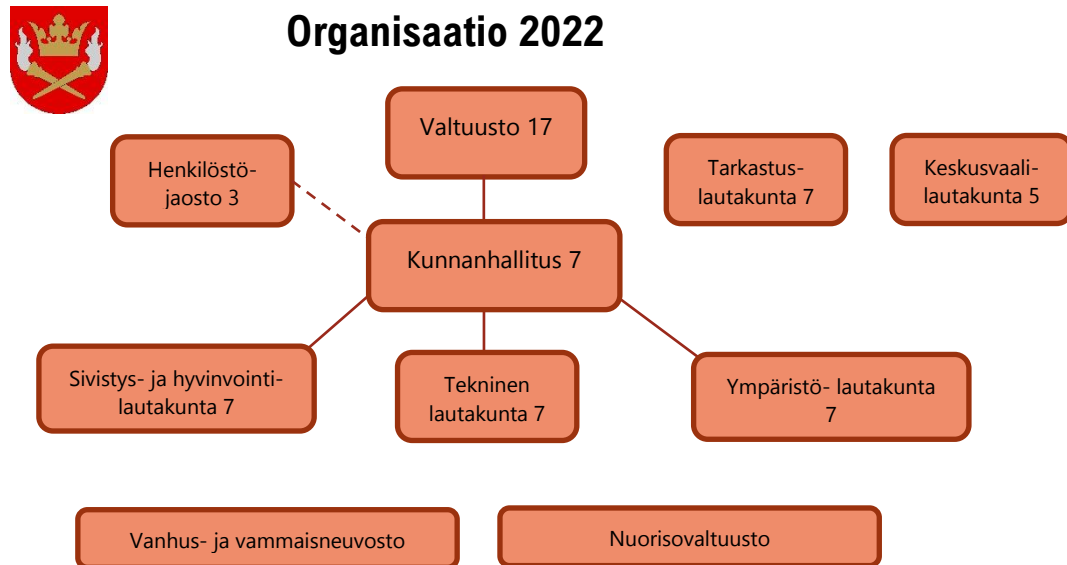 Organisaatio 2022
Valtuusto 17
Henkilöstö-
jaosto 3
Tarkastus-
lautakunta 7
Keskusvaali-
lautakunta 5
Kunnanhallitus 7
Sivistys- ja hyvinvointi-
lautakunta 7
Tekninen
lautakunta 7
Ympäristö- lautakunta
7
Vanhus- ja vammaisneuvosto
Nuorisovaltuusto